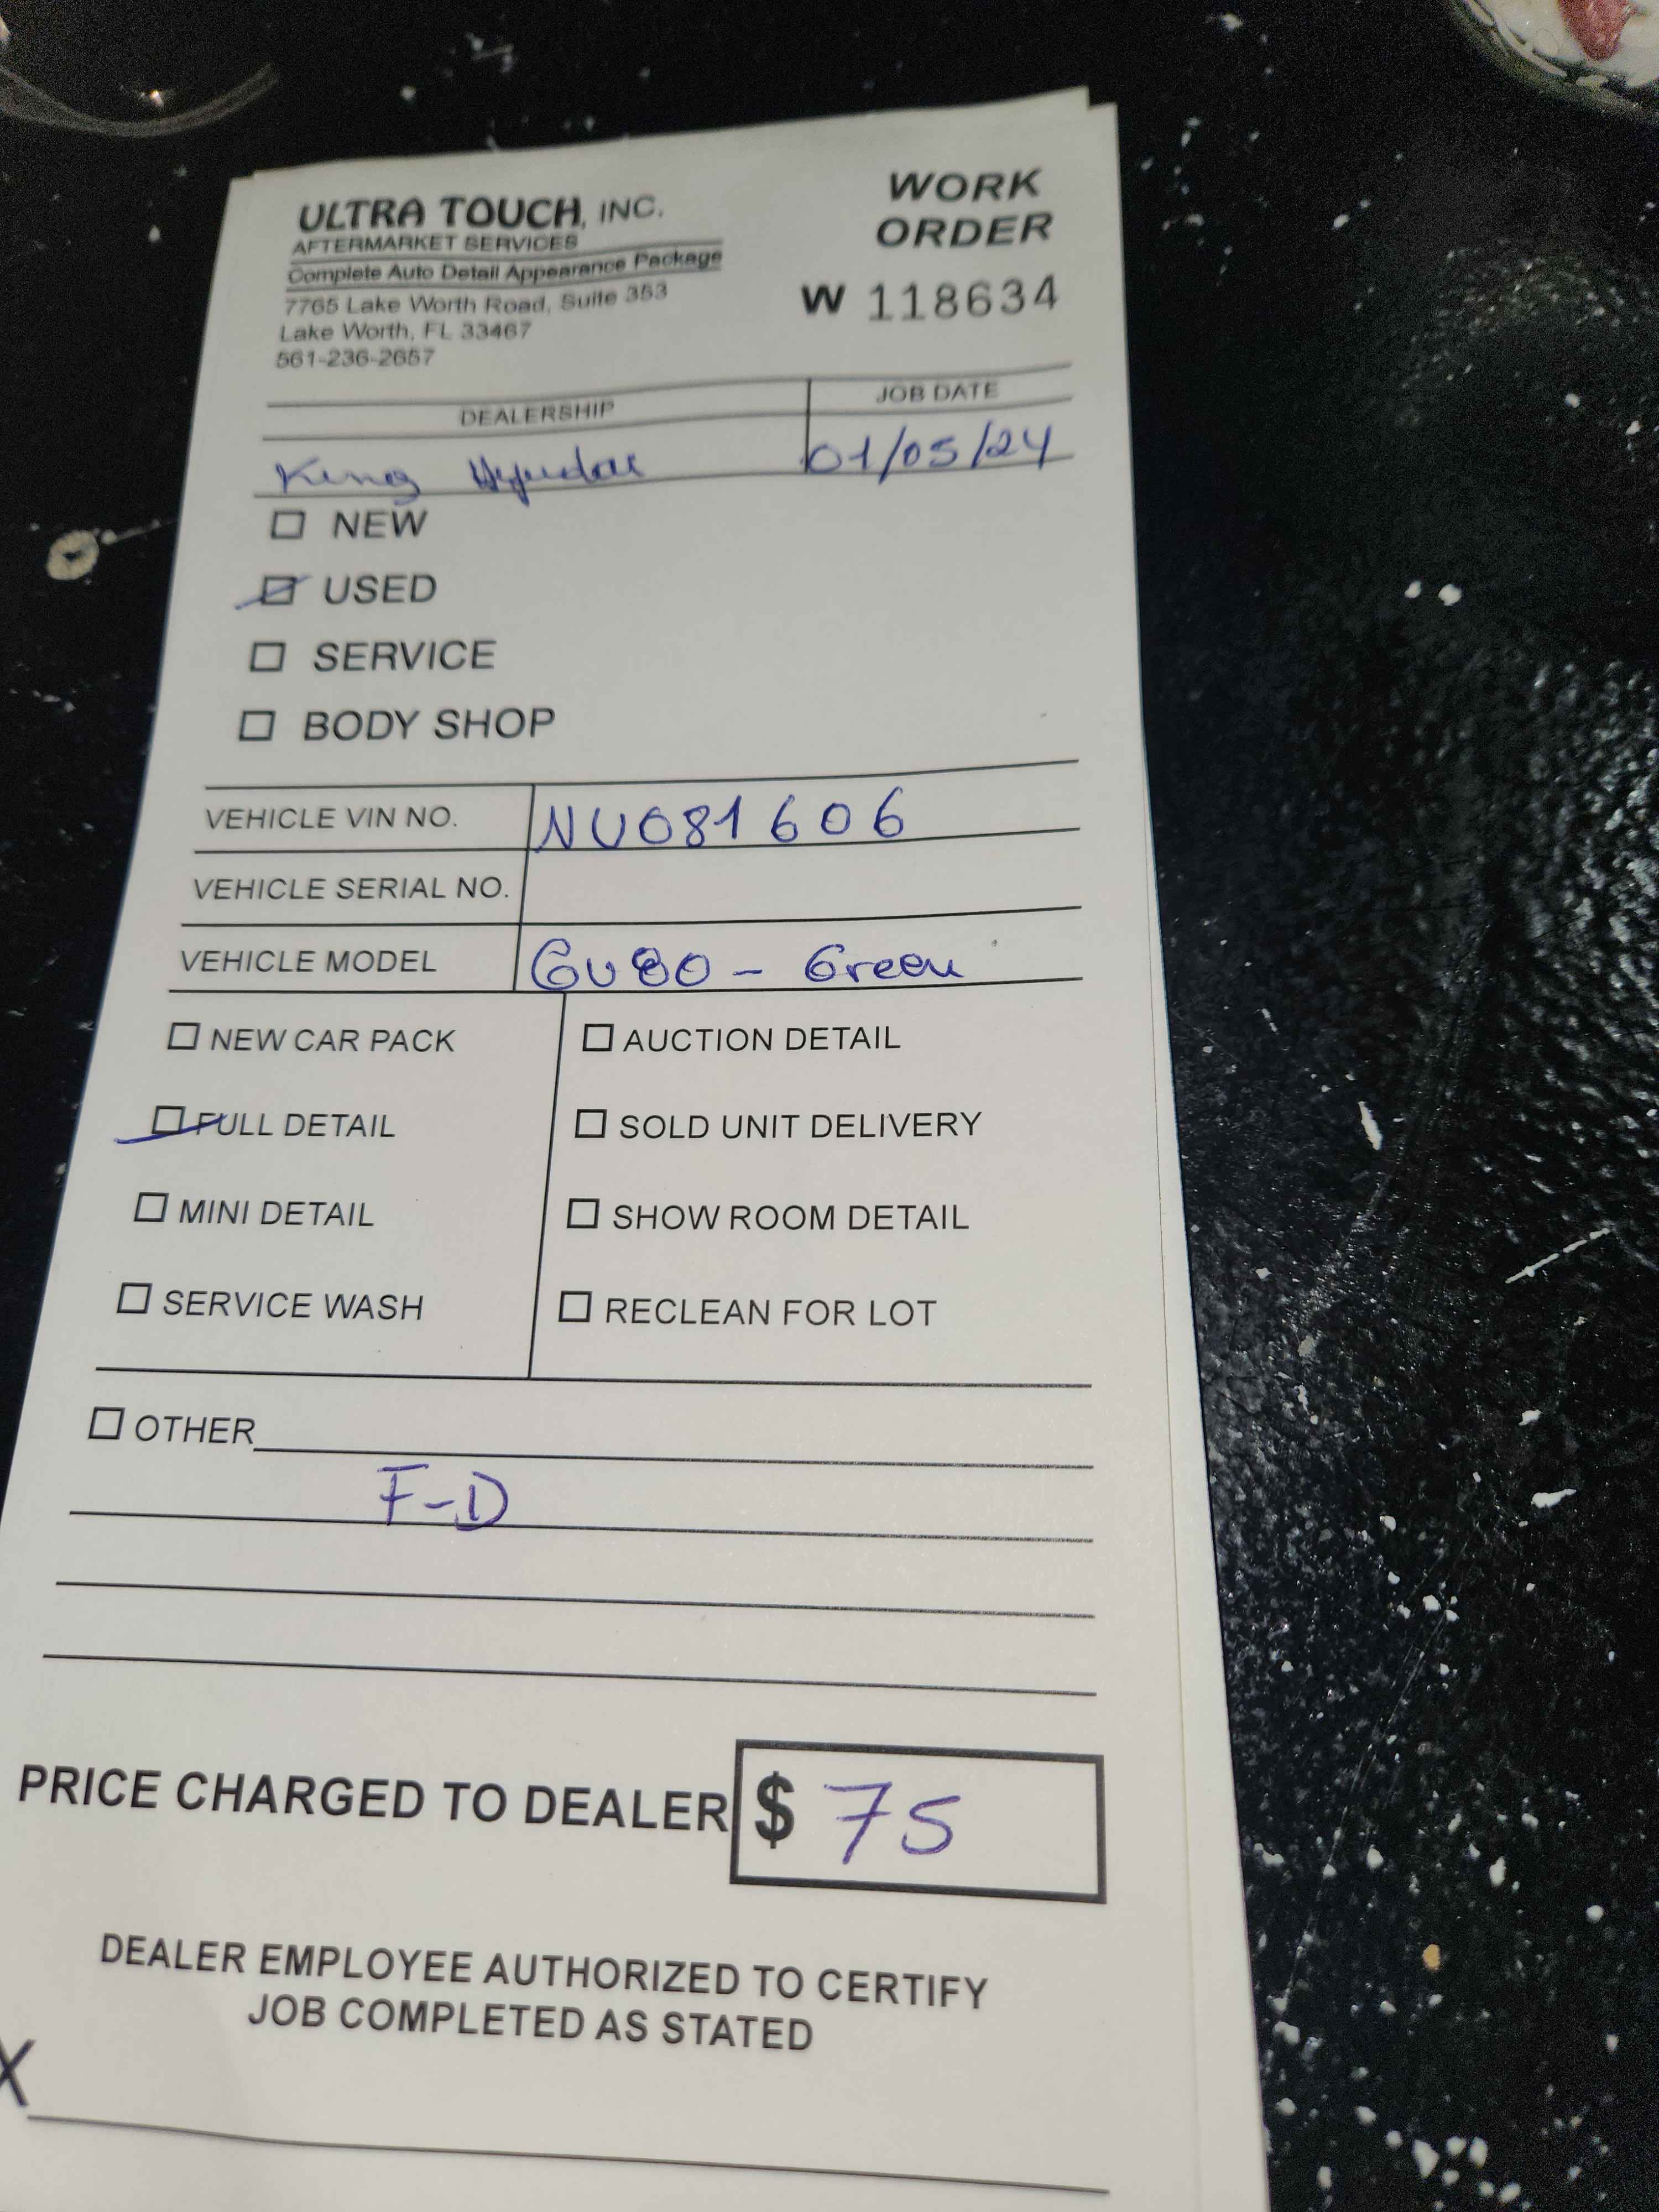 ULTRA TOUCH, INC.
AFTERMARKET SERVICES
Complete Auto Detail Appearance Package
7765 Lake Worth Road, Suite 353
Lake Worth, FL 33467
561-236-2657
WORK
ORDER
W 118634
DEALERSHIP
JOB DATE
King
01/05/24
NEW
USED
SERVICE
BODY SHOP
VEHICLE VIN NO. NU081606
VEHICLE SERIAL NO.
VEHICLE MODEL GV80 - Green
NEW CAR PACK
AUCTION DETAIL
FULL DETAIL
SOLD UNIT DELIVERY
MINI DETAIL
SHOW ROOM DETAIL
SERVICE WASH
RECLEAN FOR LOT
OTHER
F-D
PRICE CHARGED TO DEALER $ 75
DEALER EMPLOYEE AUTHORIZED TO CERTIFY
JOB COMPLETED AS STATED
X